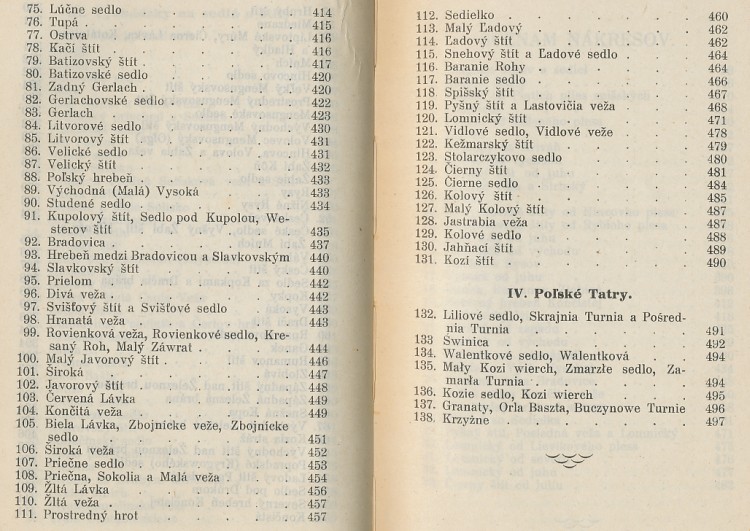 75. Lúčne sedlo . . . . . 414
76. Tupá . . . . . 415
77. Ostrva . . . . . 416
78. Kačí štít . . . . . 416
79. Batizovský štít . . . . . 417
80. Batizovské sedlo . . . . . 420
81. Zadný Gerlach . . . . . 420
82. Gerlachovské sedlo . . . . . 422
83. Gerlach . . . . . 423
84. Litvorové sedlo . . . . . 430
85. Litvorový štít . . . . . 431
86. Velické sedlo . . . . . 431
87. Velický štít . . . . . 432
88. Poľský hrebeň . . . . . 433
89. Východná (Malá) Vysoká . . . . . 433
90. Studené sedlo . . . . . 434
91. Kupolový štít, Sedlo pod Kupolou, We-
sterov štít . . . . . 435
92. Bradovica . . . . . 437
93. Hrebeň medzi Bradovicou a Slavkovským 440
94. Slavkovský štít . . . . . 440
95. Prielom . . . . . 442
96. Divá veža . . . . . 442
97. Svišťový štít a Svišťové sedlo . . . 443
98. Hranatá veža . . . . . 443
99. Rovienková veža, Rovienkové sedlo, Kre-
saný Roh, Malý Záwrat . . . . . 444
100. Malý Javorový štít . . . . . 446
101. Široká . . . . . 447
102. Javorový štít . . . . . 448
103. Červená Lávka . . . . . 449
104. Končitá veža . . . . . 449
105. Biela Lávka, Zbojnícke veže, Zbojnícke
sedlo . . . . . 451
106. Široká veža . . . . . 452
107. Priečne sedlo . . . . . 453
108. Priečna, Sokolia a Malá veža . . . 454
109. Žltá Lávka . . . . . 456
110. Žltá veža . . . . . 457
111. Prostredný hrot . . . . . 457
112. Sedielko . . . . . 460
113. Malý Ľadový . . . . . 462
114. Ľadový štít . . . . . 462
115. Snehový štít a Ľadové sedlo . . . 464
116. Baranie Rohy . . . . . 464
117. Baranie sedlo . . . . . 466
118. Spišský štít . . . . . 467
119. Pyšný štít a Lastovičia veža . . . 468
120. Lomnický štít . . . . . 471
121. Vidlové sedlo, Vidlové veže . . . 478
122. Kežmarský štít . . . . . 479
123. Stolarczykovo sedlo . . . . . 480
124. Čierny štít . . . . . 481
125. Čierne sedlo . . . . . 484
126. Kolový štít . . . . . 485
127. Malý Kolový štít . . . . . 487
128. Jastrabia veža . . . . . 487
129. Kolové sedlo . . . . . 488
130. Jahňací štít . . . . . 489
131. Kozí štít . . . . . 490
IV. Poľské Tatry.
132. Liliové sedlo, Skrajnia Turnia a Pośred-
nia Turnia . . . . . 491
133 Świnica . . . . . 492
134. Walentkové sedlo, Walentková . . . 494
135. Mały Kozi wierch, Zmarzłe sedlo, Za-
marła Turnia . . . . . 494
136. Kozie sedlo, Kozi wierch . . . . . 495
137. Granaty, Orla Baszta, Buczynowe Turnie 496
138. Krzyżne . . . . . 497